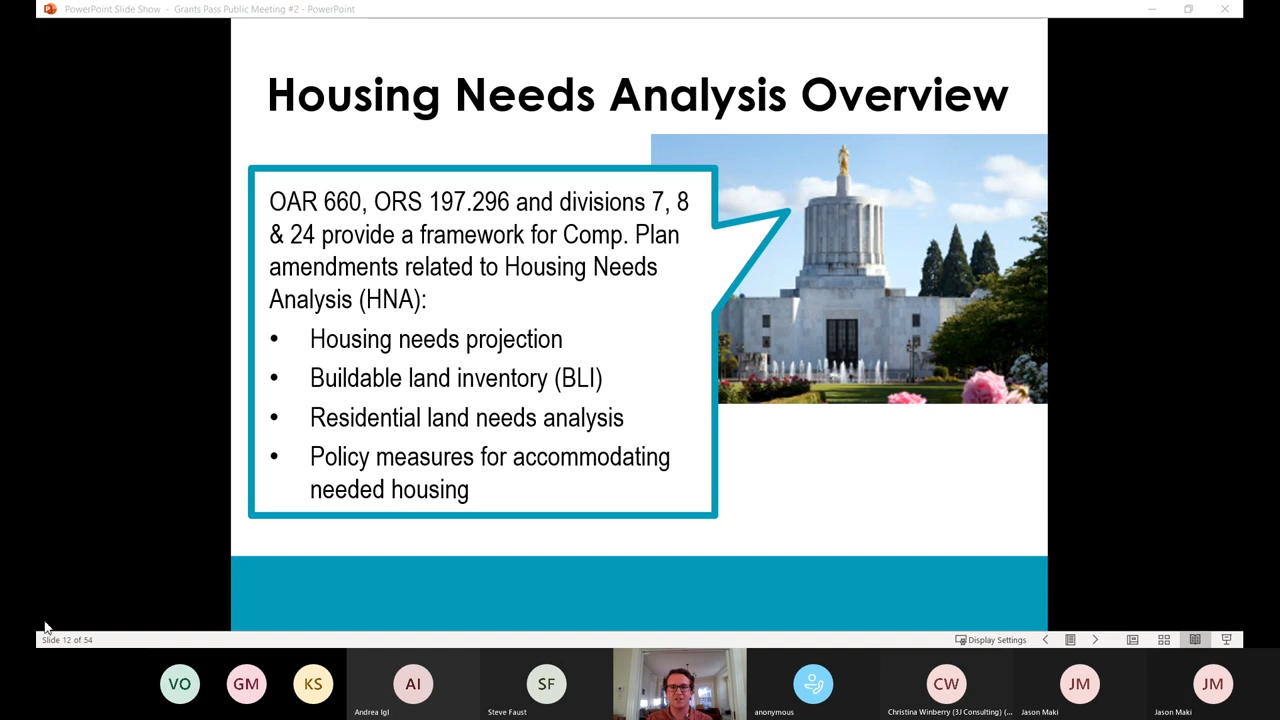 PowerPoint Slide Show - Grants Pass Public Meeting #2 - PowerPoint
Housing Needs Analysis Overview
OAR 660, ORS 197.296 and divisions 7, 8
& 24 provide a framework for Comp. Plan
amendments related to Housing Needs
Analysis (HNA):
• Housing needs projection
• Buildable land inventory (BLI)
• Residential land needs analysis
• Policy measures for accommodating
needed housing
Slide 12 of 54
Display Settings
VO
GM
KS
AI
SF
CW
JM
JM
Andrea Igl
Steve Faust
anonymous
Christina Winberry (3J Consulting) (...
Jason Maki
Jason Maki